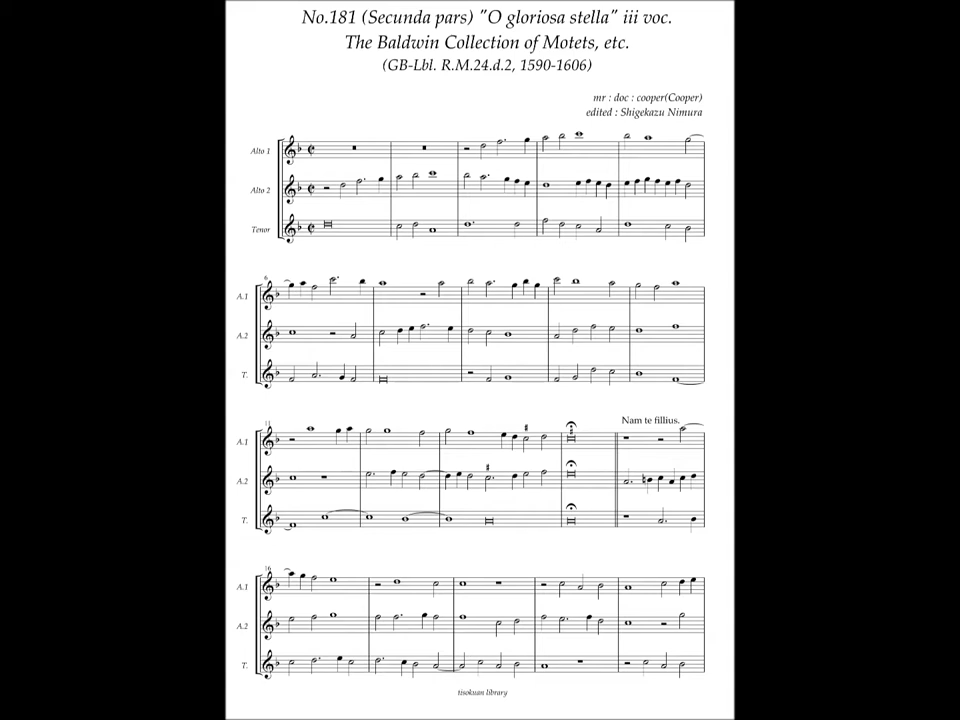 No.181 (Secunda pars) "O gloriosa stella" iii voc.
The Baldwin Collection of Motets, etc.
(GB-Lbl. R.M.24.d.2, 1590-1606)
mr : doc : cooper(Cooper)
edited : Shigekazu Nimura
Alto 1
Alto 2
Tenor
6
A.1
A.2
T.
11
Nam te fillius.
A.1
A.2
T.
16
A.1
A.2
T.
tisokuan library